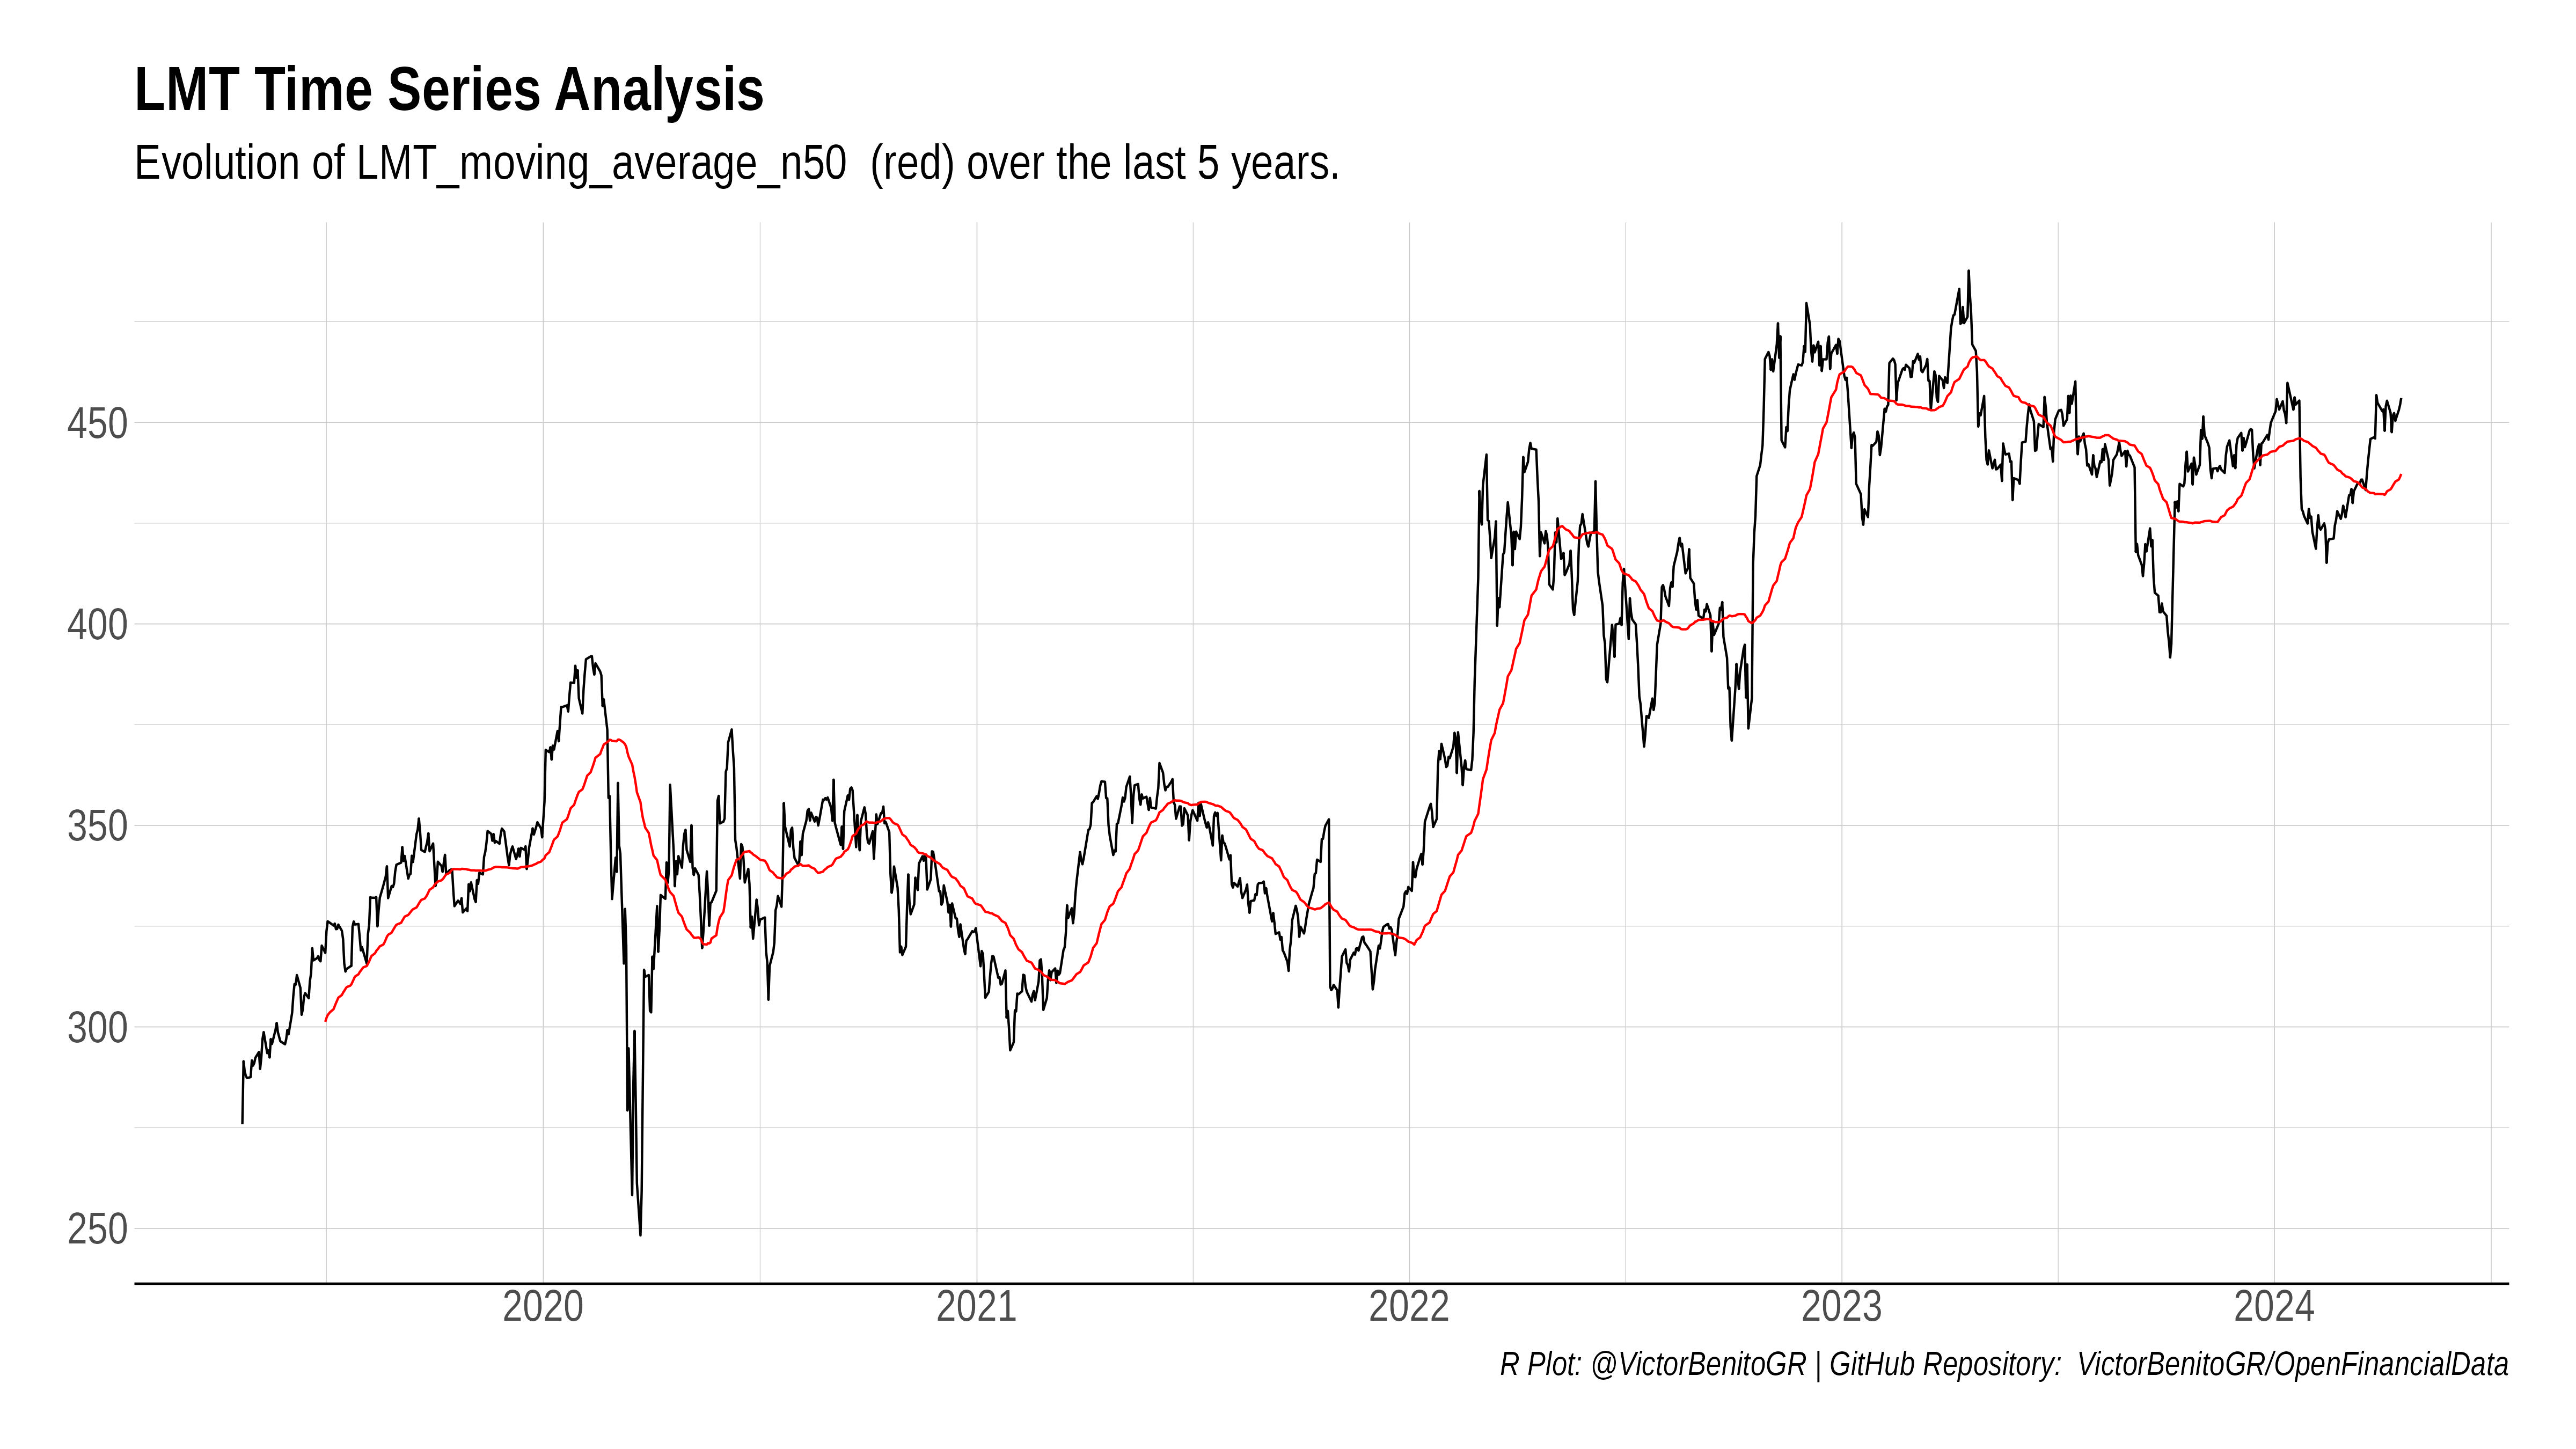 LMT Time Series Analysis
Evolution of LMT_moving_average_n50  (red) over the last 5 years.
450
400
350
300
250
2020 2021 2022 2023 2024
R Plot: @VictorBenitoGR | GitHub Repository:  VictorBenitoGR/OpenFinancialData